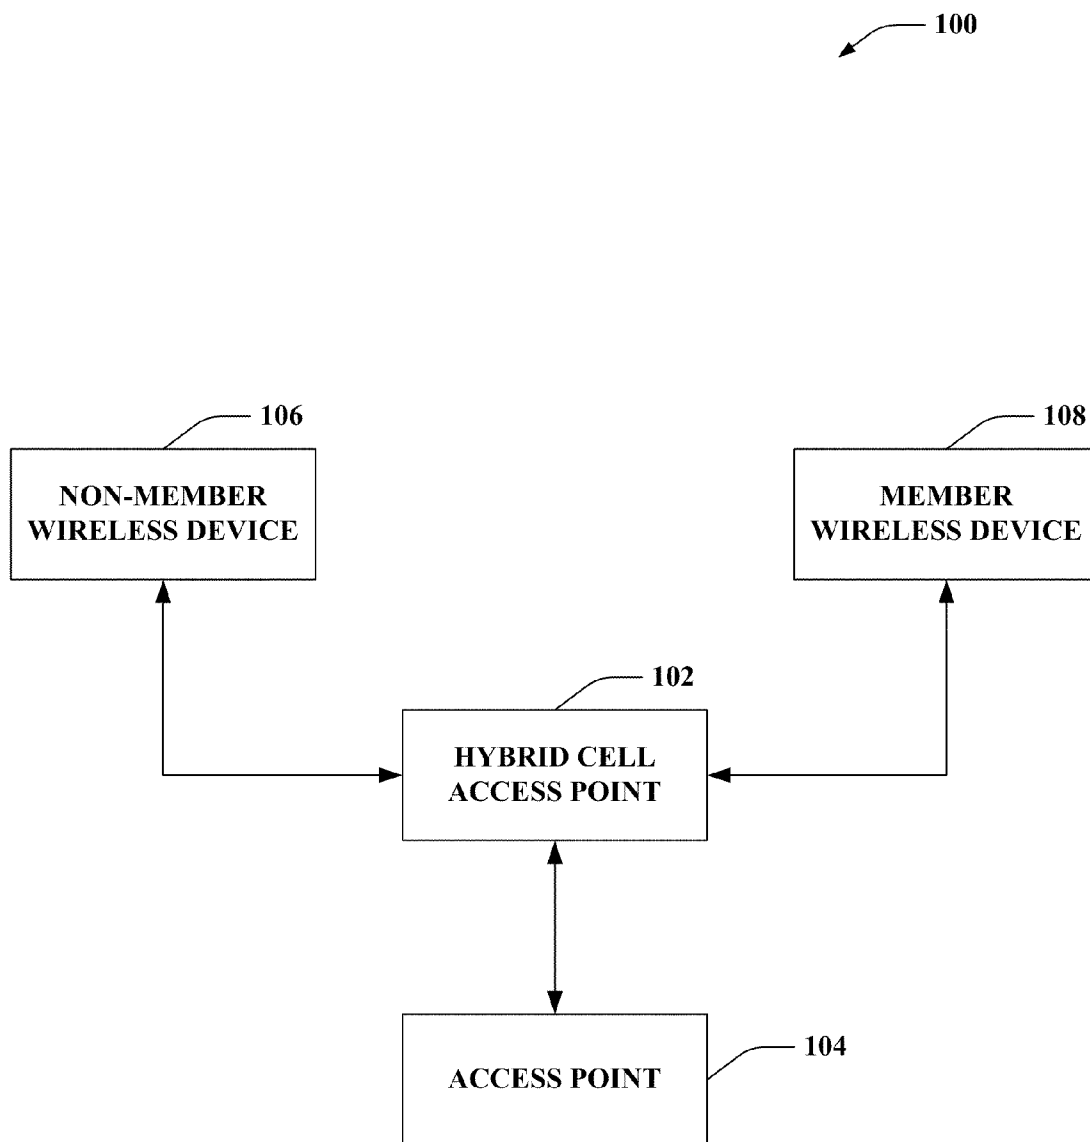 100
106
NON-MEMBER
WIRELESS DEVICE
108
MEMBER
WIRELESS DEVICE
102
HYBRID CELL
ACCESS POINT
104
ACCESS POINT